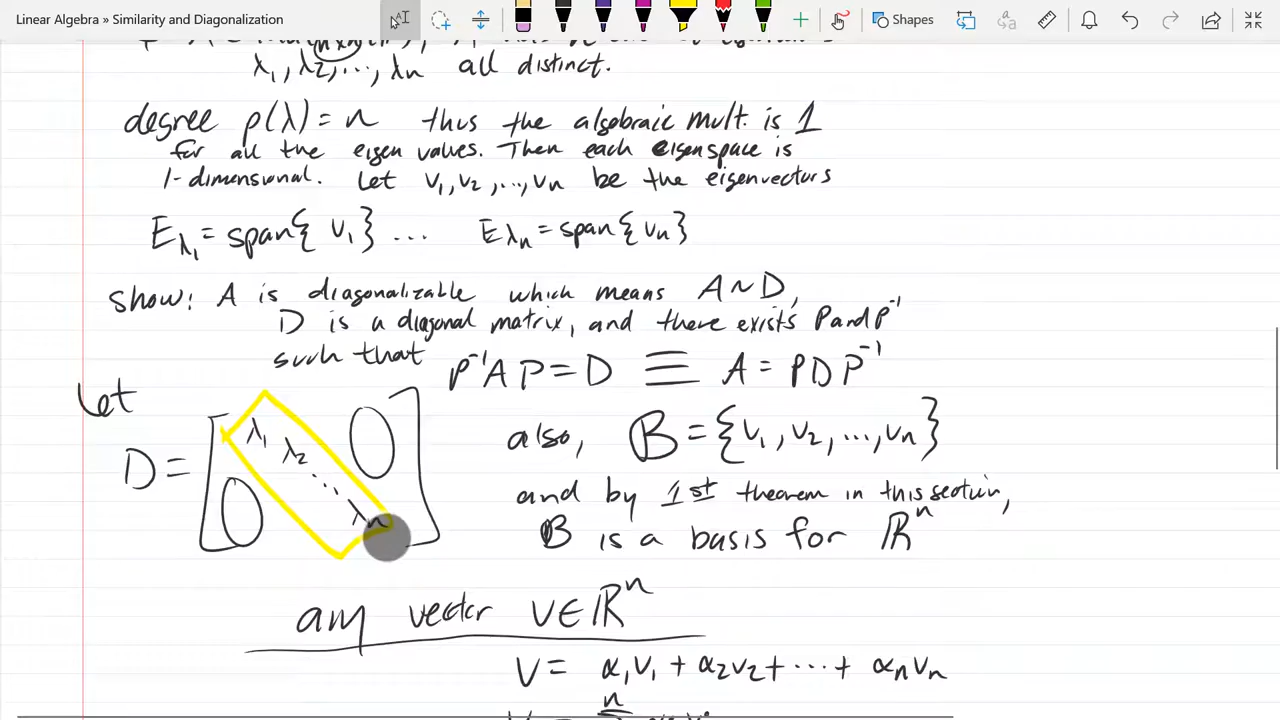 Linear Algebra » Similarity and Diagonalization
Shapes
λ1, λ2, ..., λn all distinct.
degree p(λ) = n thus the algebraic mult. is 1
for all the eigen values. Then each eigenspace is
1-dimensional. Let v1, v2, ..., vn be the eigenvectors
Eλ1 = span{ v1 } ... Eλn = span{ vn }
show: A is diagonalizable which means A~D,
D is a diagonal matrix, and there exists P and P^-1
such that P^-1 A P = D ≡ A = P D P^-1
Let
D = [ λ1 λ2 ... λn 0 0 ]
also, B = { v1, v2, ..., vn }
and by 1st theorem in this section,
B is a basis for R^n
any vector v ∈ R^n
v = α1v1 + α2v2 + ... + αnvn